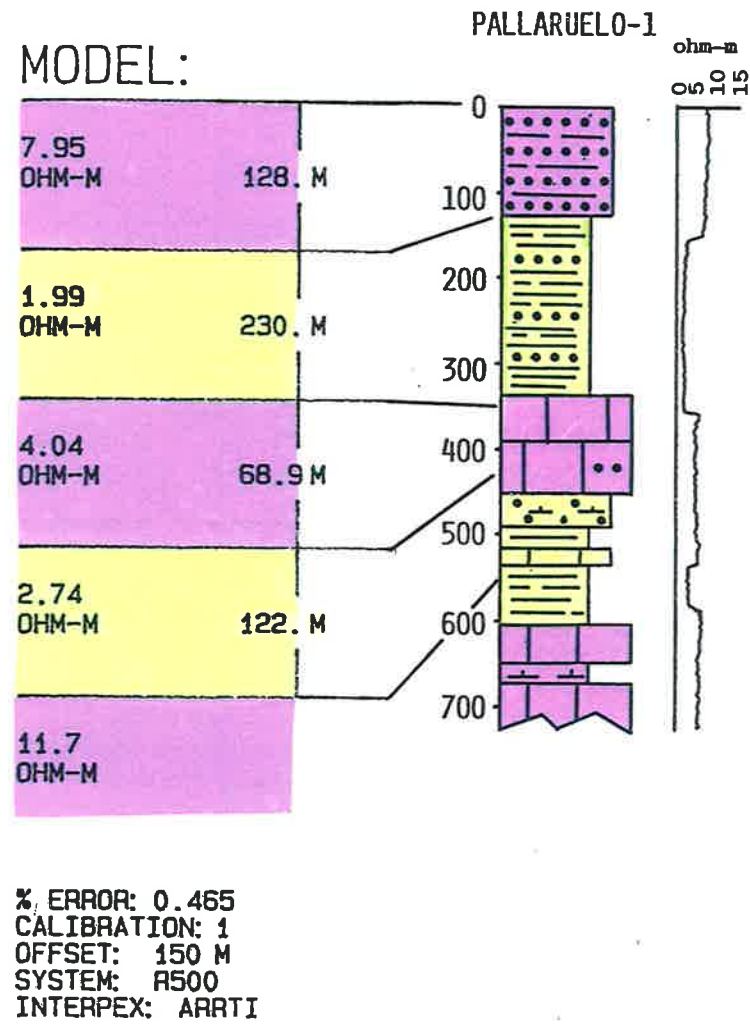 PALLARUELO-1
MODEL:
ohm-m
0 5 10 15
7.95
OHM-M 128. M
1.99
OHM-M 230. M
4.04
OHM-M 68.9 M
2.74
OHM-M 122. M
11.7
OHM-M
0
100
200
300
400
500
600
700
% ERROR: 0.465
CALIBRATION: 1
OFFSET: 150 M
SYSTEM: A500
INTERPEX: ARRTI